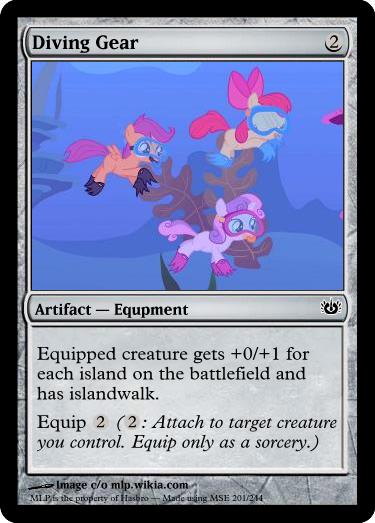 Diving Gear 2
Artifact — Equpment
Equipped creature gets +0/+1 for
each island on the battlefield and
has islandwalk.
Equip 2 (2: Attach to target creature
you control. Equip only as a sorcery.)
Image c/o mlp.wikia.com
MLP is the property of Hasbro — Made using MSE 201/244